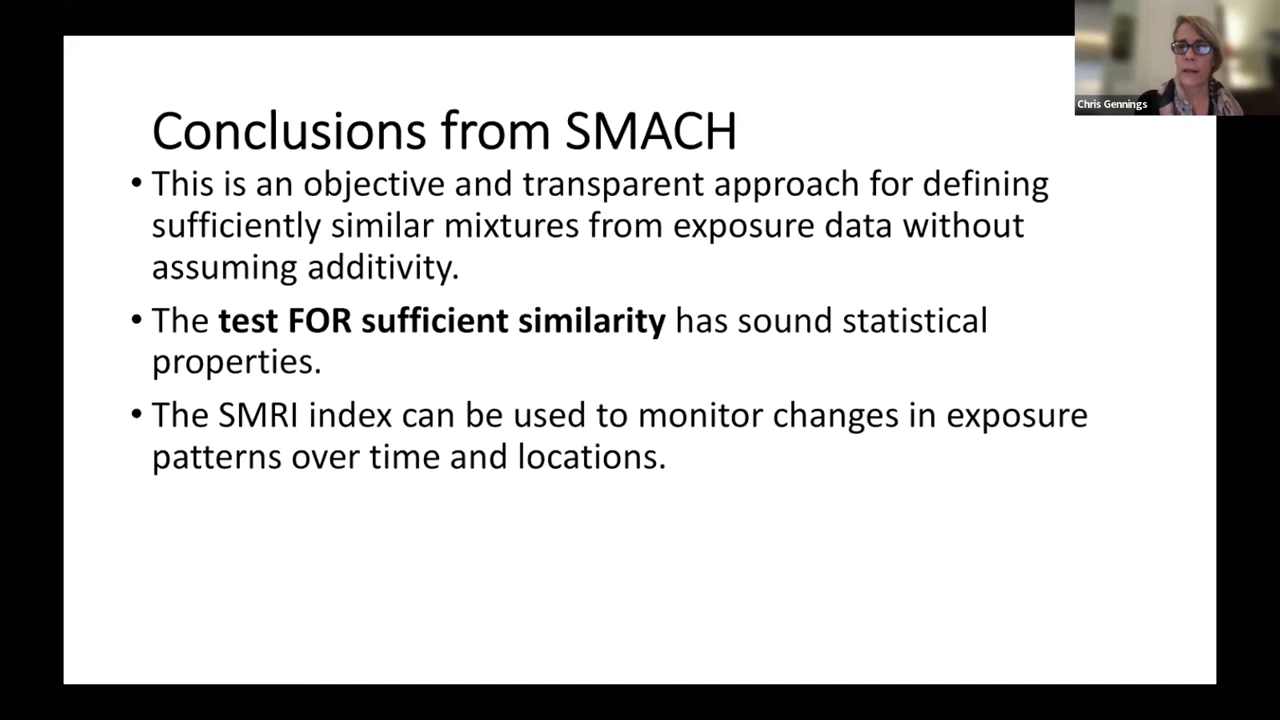 Chris Gennings
Conclusions from SMACH
• This is an objective and transparent approach for defining
sufficiently similar mixtures from exposure data without
assuming additivity.
• The test FOR sufficient similarity has sound statistical
properties.
• The SMRI index can be used to monitor changes in exposure
patterns over time and locations.